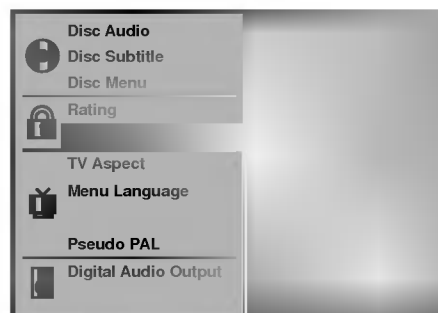 Disc Audio
Disc Subtitle
Disc Menu
Rating
TV Aspect
Menu Language
Pseudo PAL
Digital Audio Output